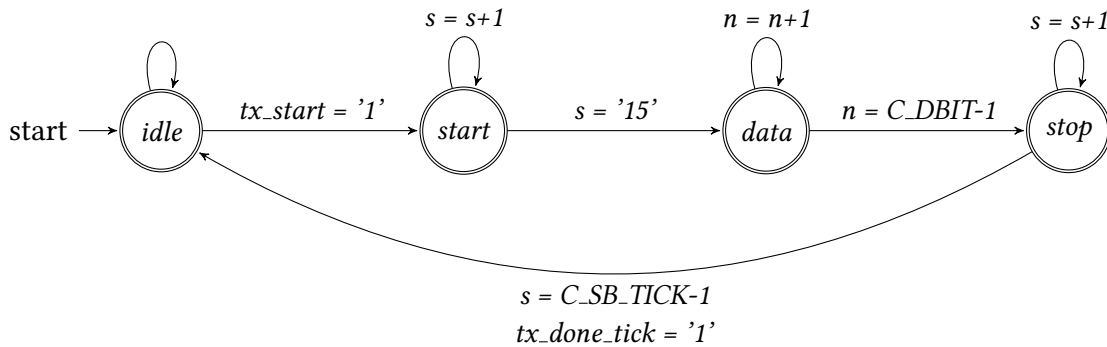 s = s+1
n = n+1
s = s+1
start
idle
tx_start = '1'
start
s = '15'
data
n = C_DBIT-1
stop
s = C_SB_TICK-1
tx_done_tick = '1'